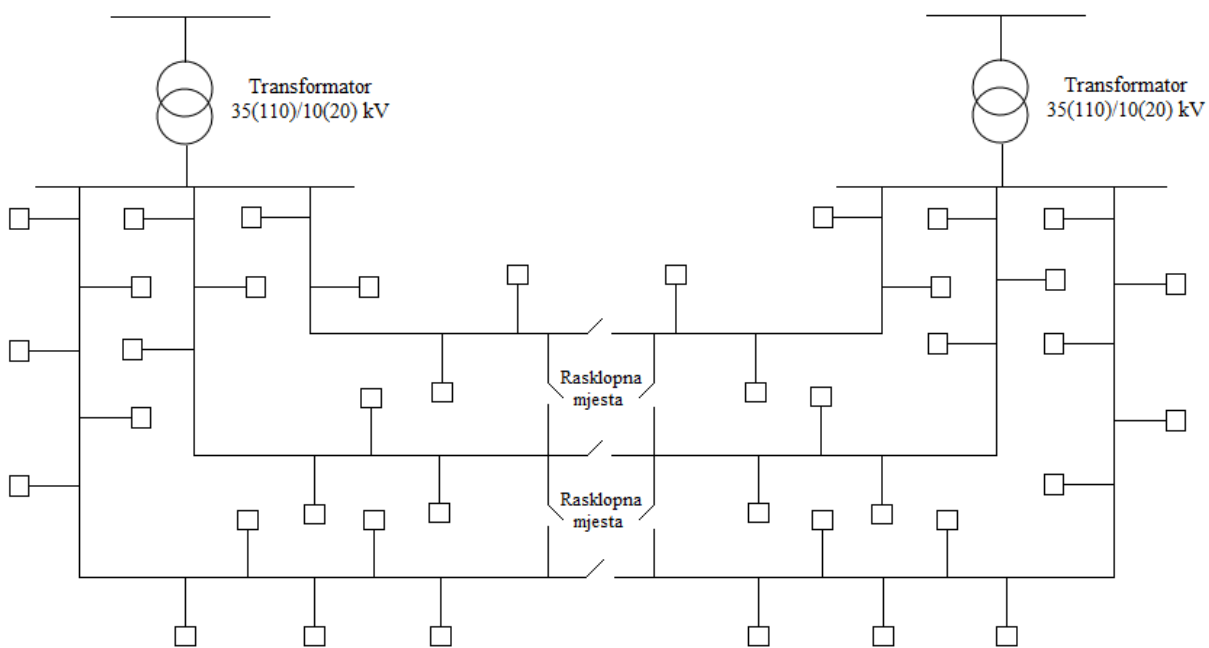 Transformator
35(110)/10(20) kV
Transformator
35(110)/10(20) kV
Rasklopna
mjesta
Rasklopna
mjesta